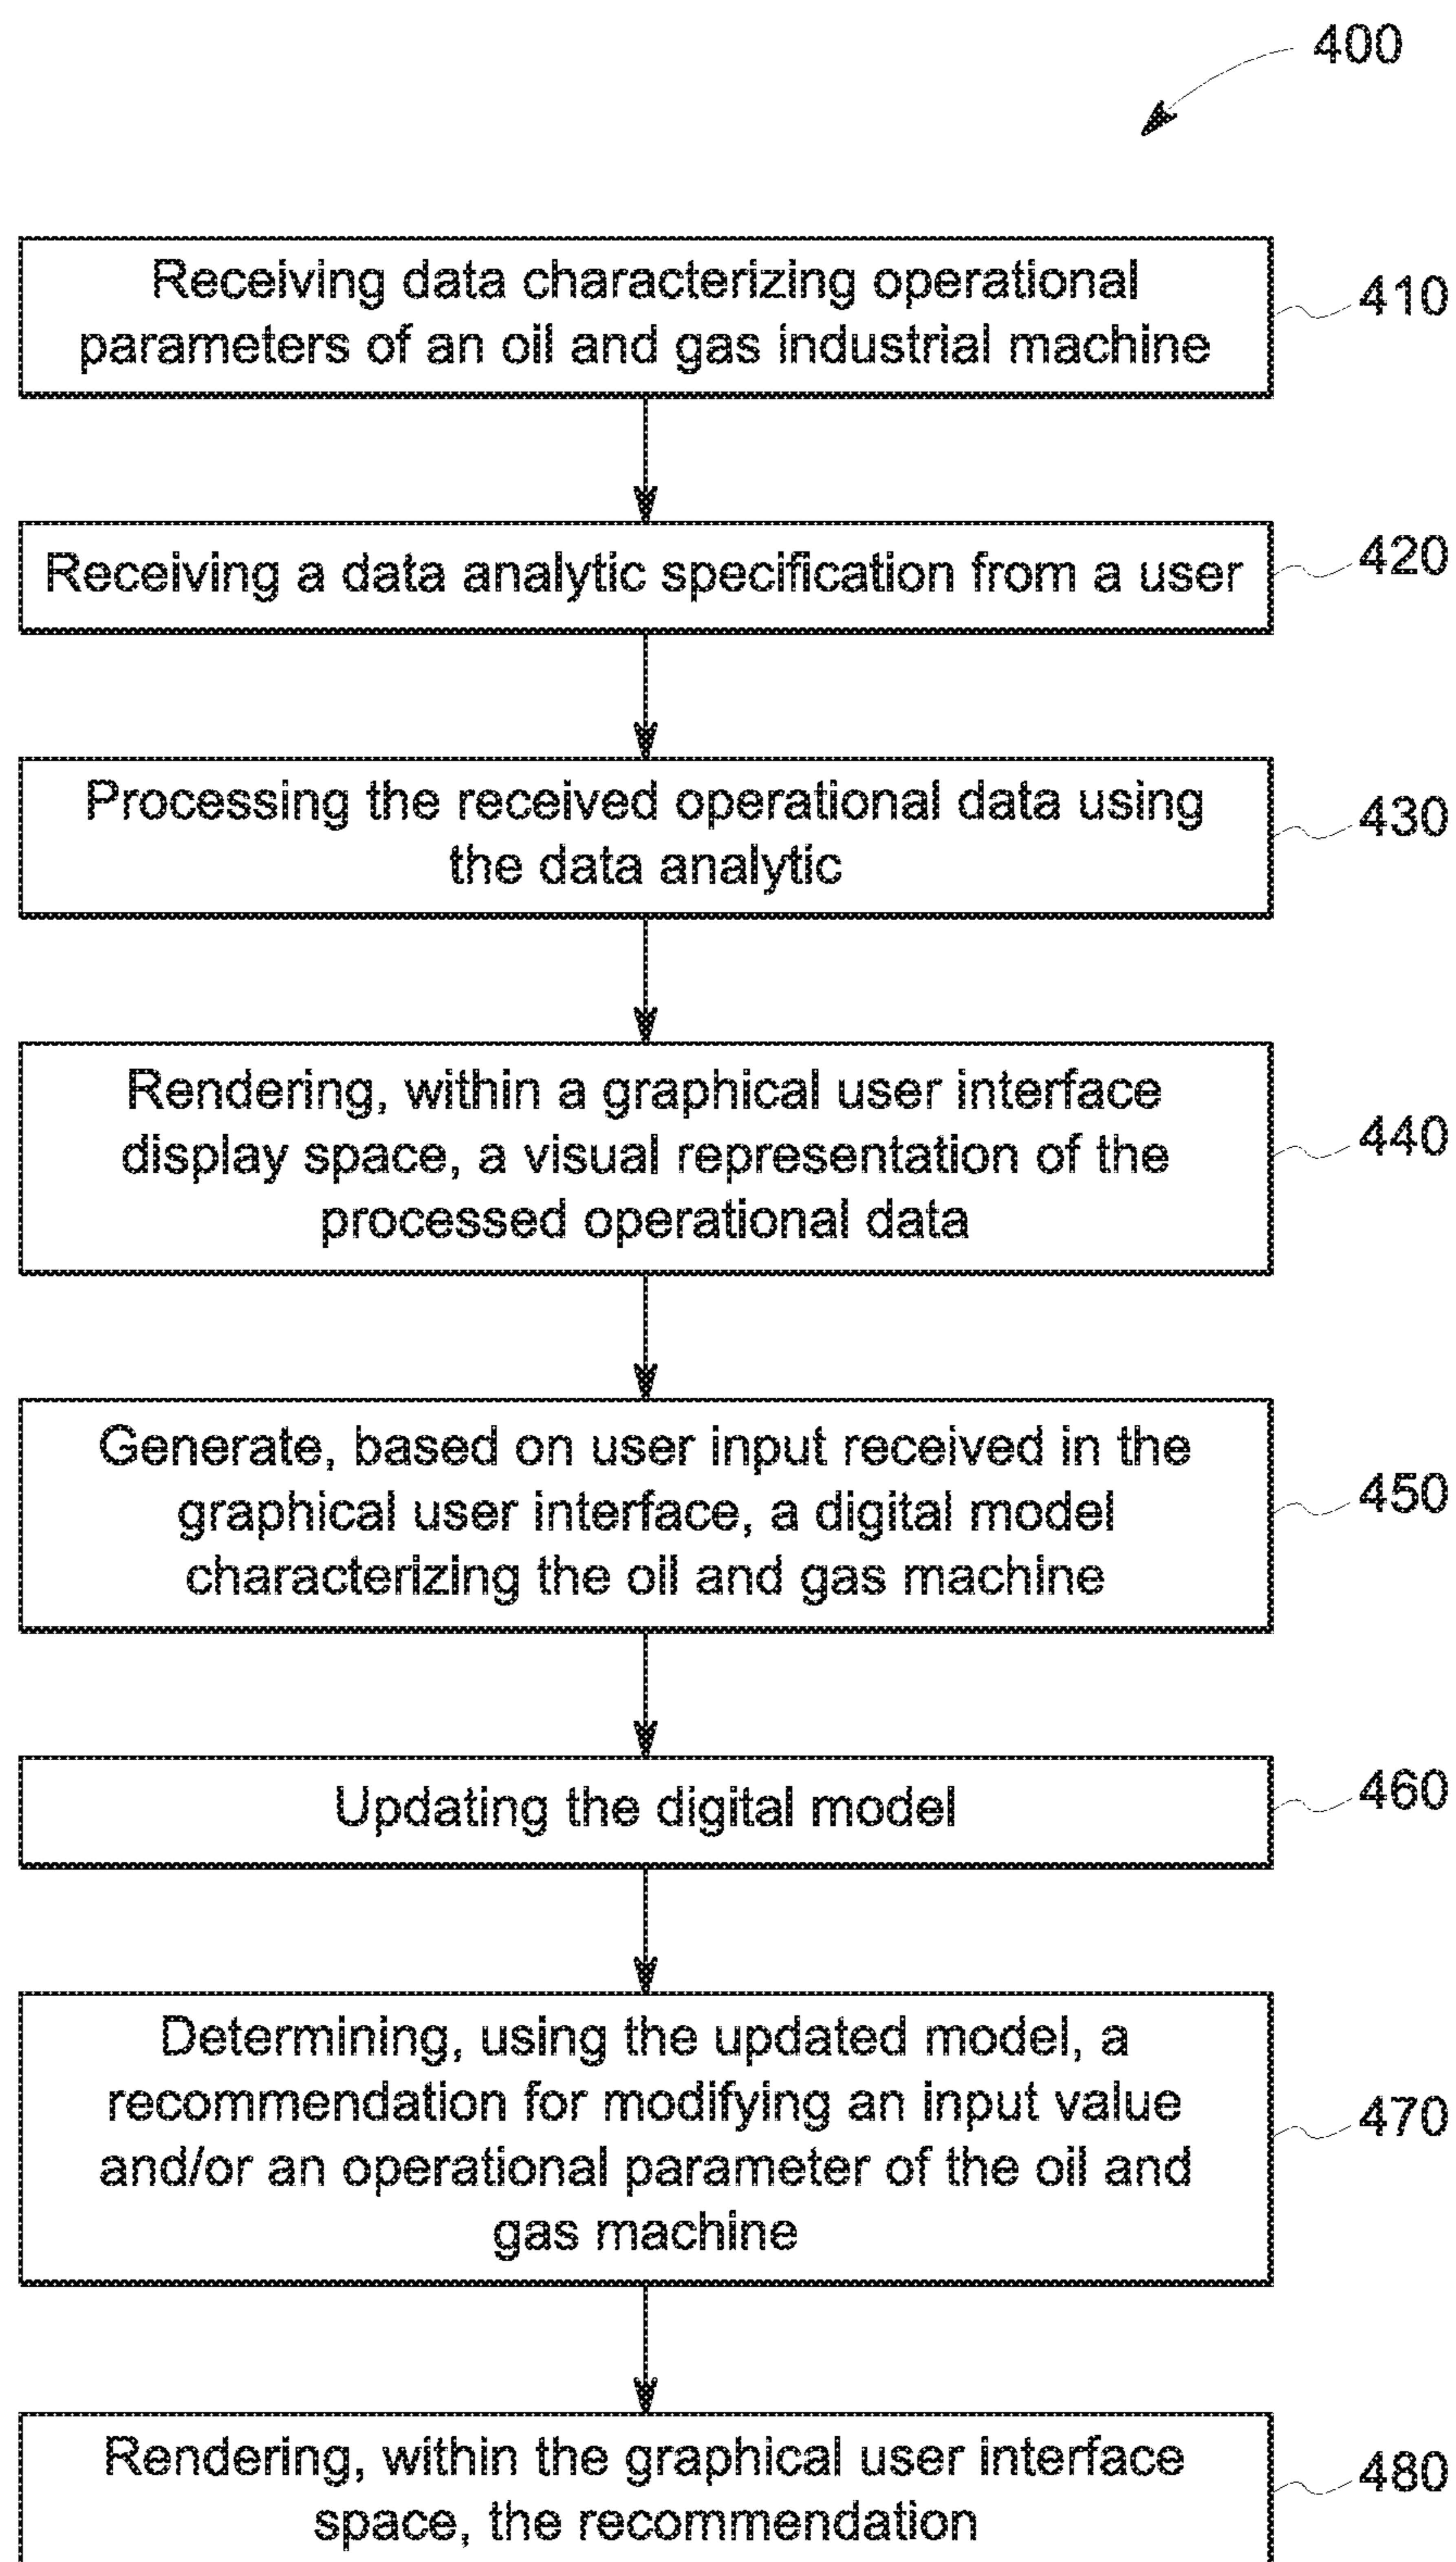 400
Receiving data characterizing operational
parameters of an oil and gas industrial machine
410
Receiving a data analytic specification from a user
420
Processing the received operational data using
the data analytic
430
Rendering, within a graphical user interface
display space, a visual representation of the
processed operational data
440
Generate, based on user input received in the
graphical user interface, a digital model
characterizing the oil and gas machine
450
Updating the digital model
460
Determining, using the updated model, a
recommendation for modifying an input value
and/or an operational parameter of the oil and
gas machine
470
Rendering, within the graphical user interface
space, the recommendation
480